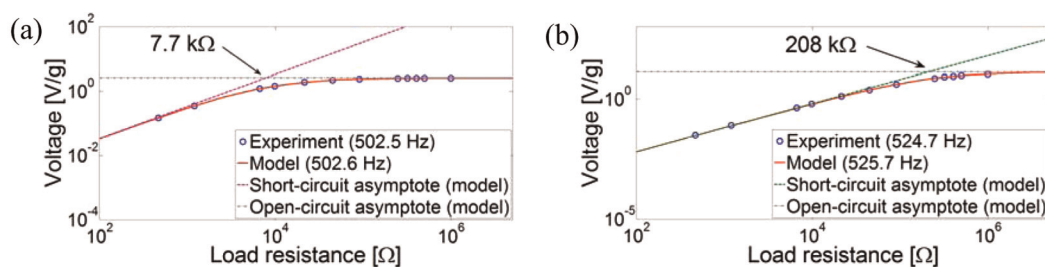 (a)
Voltage [V/g]
10^2
10^0
10^-2
10^-4
7.7 kΩ
Experiment (502.5 Hz)
Model (502.6 Hz)
Short-circuit asymptote (model)
Open-circuit asymptote (model)
10^2
10^4
10^6
Load resistance [Ω]
(b)
Voltage [V/g]
10^0
10^-5
208 kΩ
Experiment (524.7 Hz)
Model (525.7 Hz)
Short-circuit asymptote (model)
Open-circuit asymptote (model)
10^2
10^4
10^6
Load resistance [Ω]